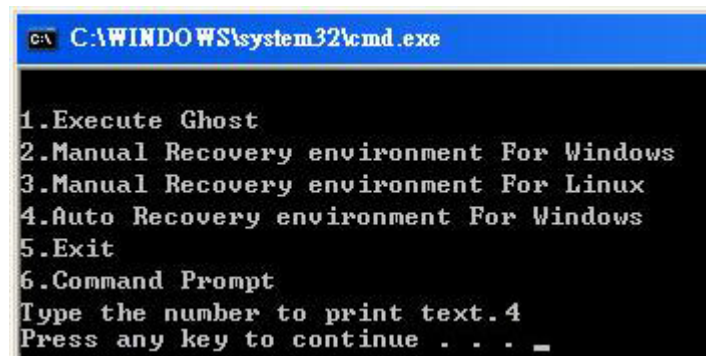 C:\WINDOWS\system32\cmd.exe
1.Execute Ghost
2.Manual Recovery environment For Windows
3.Manual Recovery environment For Linux
4.Auto Recovery environment For Windows
5.Exit
6.Command Prompt
Type the number to print text.4
Press any key to continue . . . _